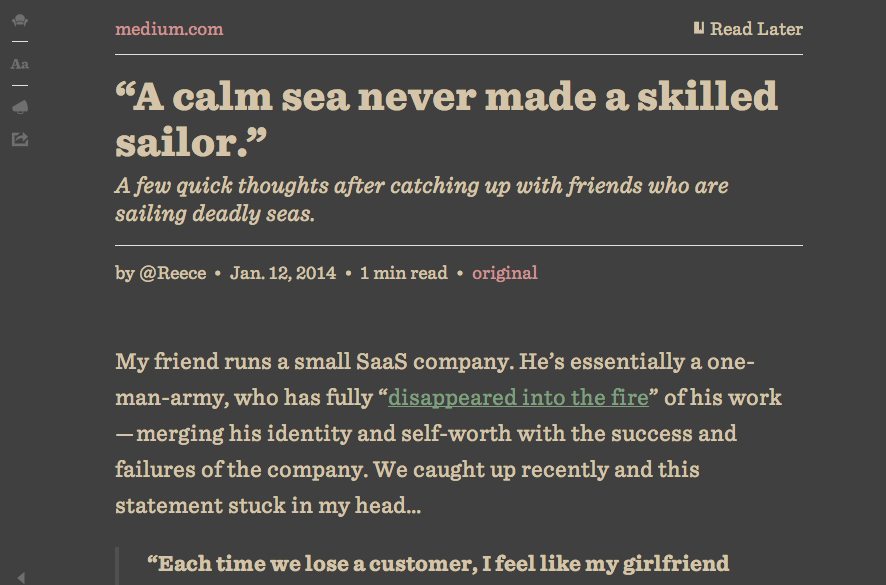 medium.com
Read Later
Aa
“A calm sea never made a skilled
sailor.”
A few quick thoughts after catching up with friends who are
sailing deadly seas.
by @Reece • Jan. 12, 2014 • 1 min read • original
My friend runs a small SaaS company. He’s essentially a one-
man-army, who has fully “disappeared into the fire” of his work
—merging his identity and self-worth with the success and
failures of the company. We caught up recently and this
statement stuck in my head…
“Each time we lose a customer, I feel like my girlfriend